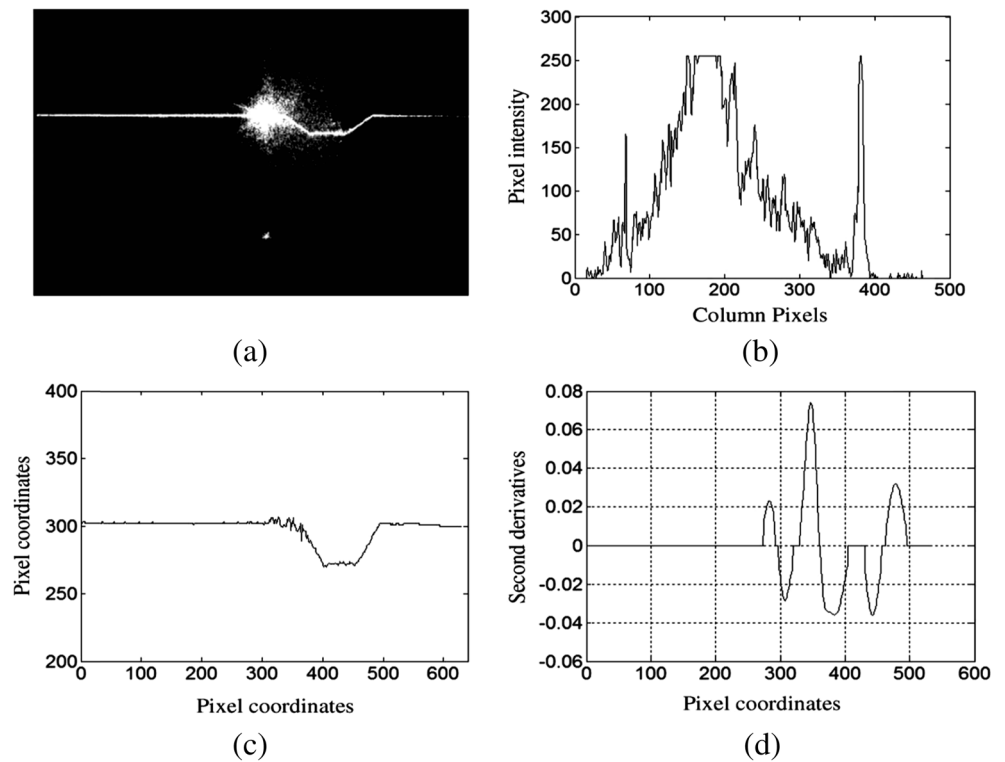 300
250
200
150
100
50
0
0 100 200 300 400 500
Pixel intensity
Column Pixels
(a)
(b)
400
350
300
250
200
0 100 200 300 400 500 600
Pixel coordinates
Pixel coordinates
0.08
0.06
0.04
0.02
0
-0.02
-0.04
-0.06
0 100 200 300 400 500 600
Second derivatives
Pixel coordinates
(c)
(d)